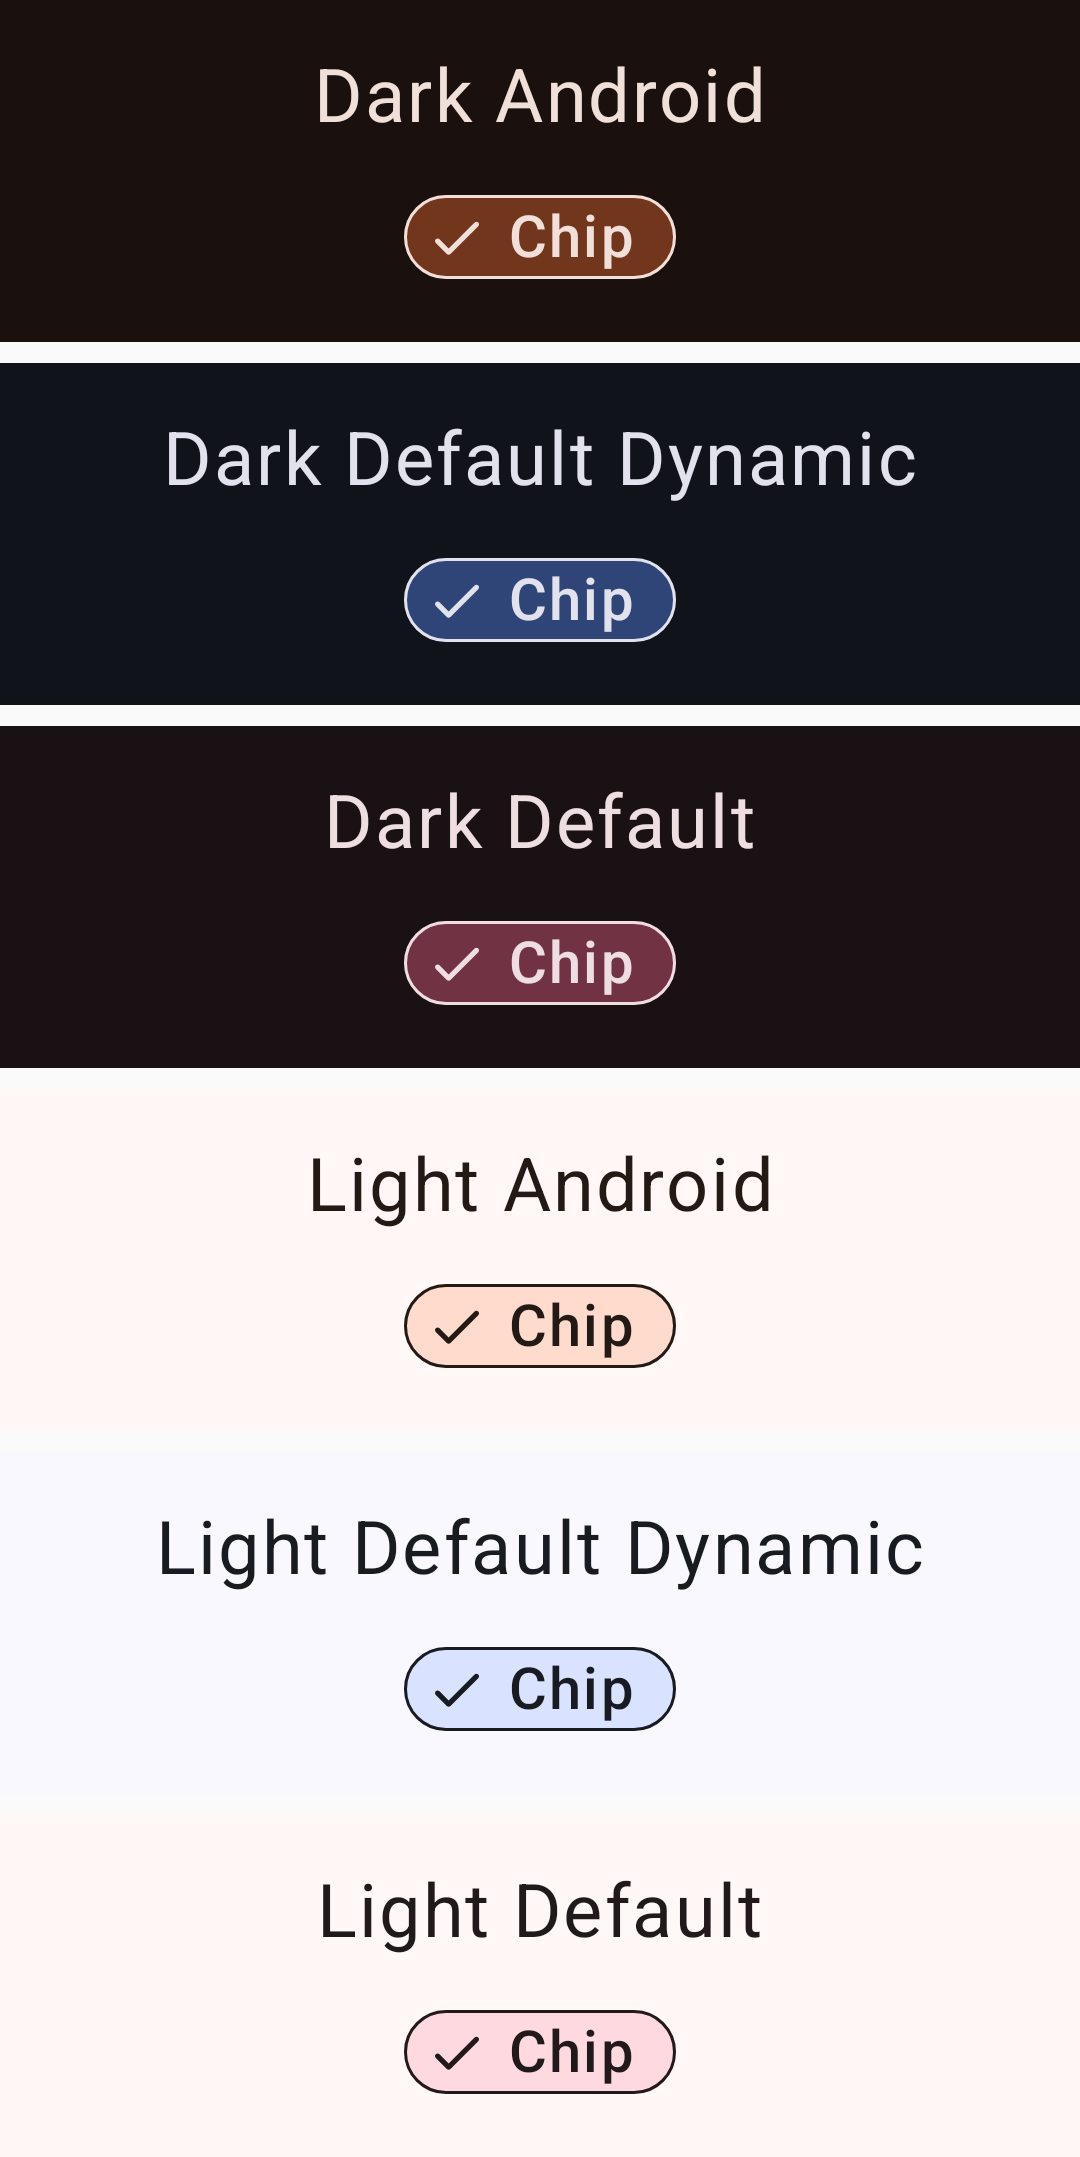 Dark Android
Chip
Dark Default Dynamic
Chip
Dark Default
Chip
Light Android
Chip
Light Default Dynamic
Chip
Light Default
Chip